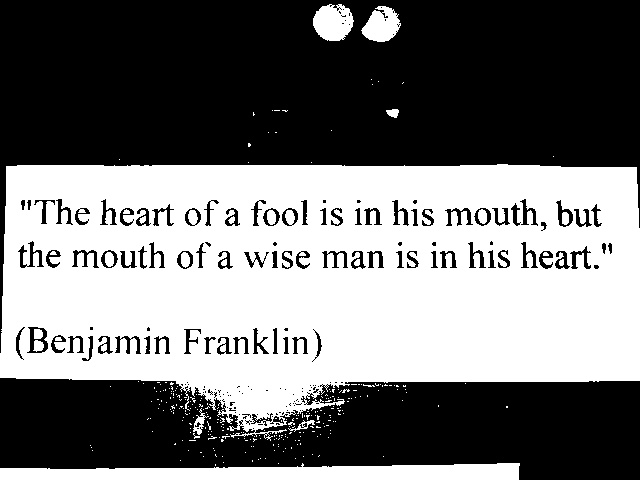 "The heart of a fool is in his mouth, but
the mouth of a wise man is in his heart."
(Benjamin Franklin)